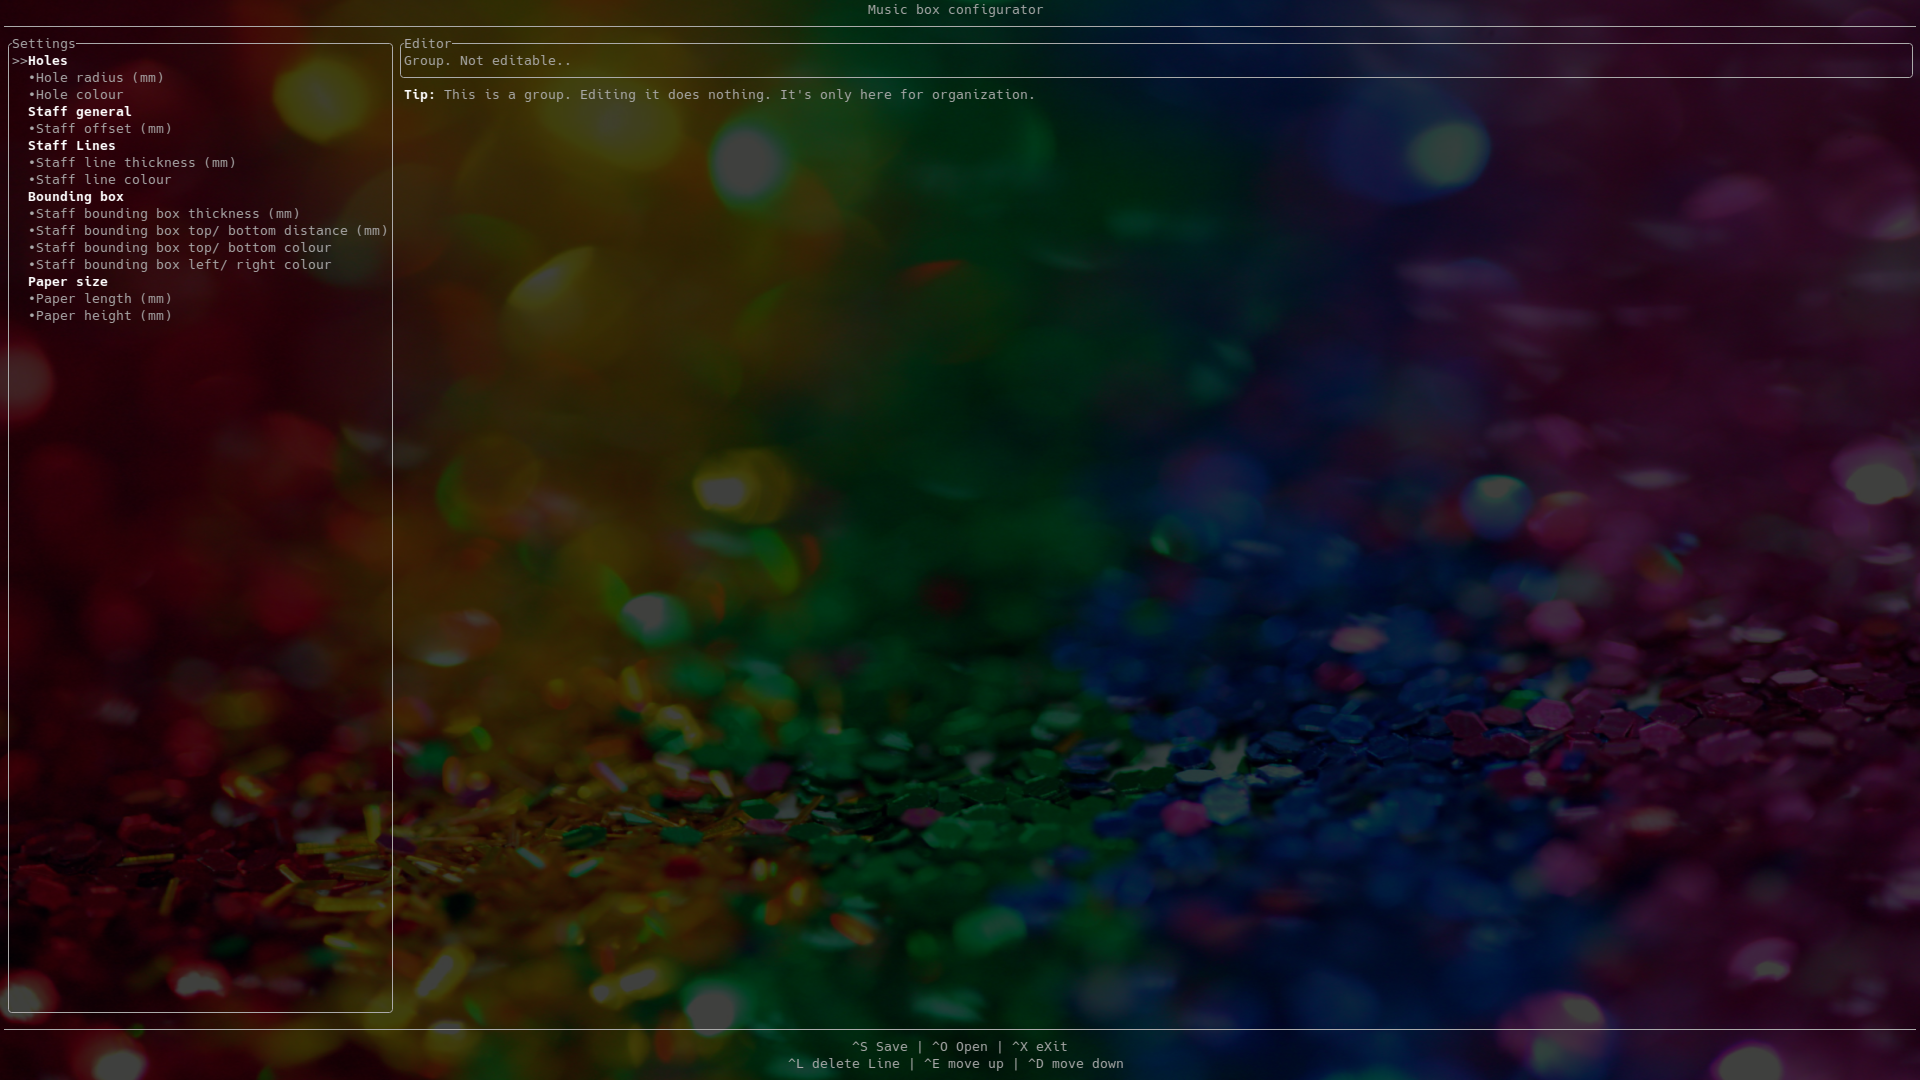 Music box configurator
Settings
>>Holes
•Hole radius (mm)
•Hole colour
Staff general
•Staff offset (mm)
Staff Lines
•Staff line thickness (mm)
•Staff line colour
Bounding box
•Staff bounding box thickness (mm)
•Staff bounding box top/ bottom distance (mm)
•Staff bounding box top/ bottom colour
•Staff bounding box left/ right colour
Paper size
•Paper length (mm)
•Paper height (mm)
Editor
Group. Not editable..
Tip: This is a group. Editing it does nothing. It's only here for organization.
^S Save | ^O Open | ^X eXit
^L delete Line | ^E move up | ^D move down